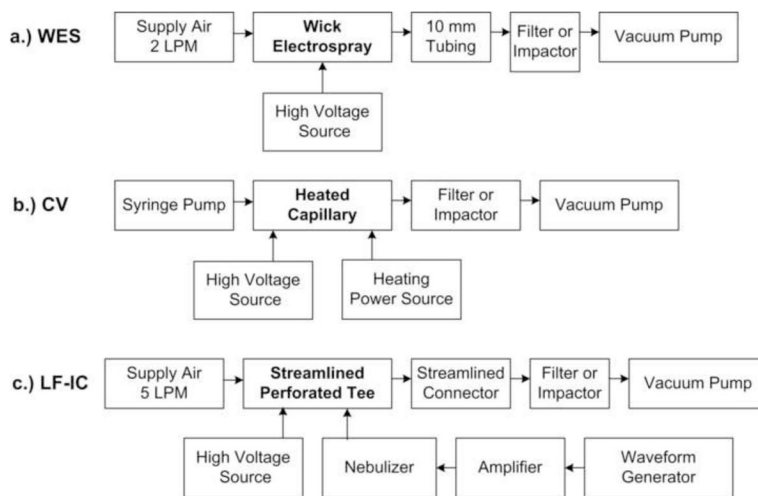 a.) WES
Supply Air
2 LPM
Wick
Electrospray
10 mm
Tubing
Filter or
Impactor
Vacuum Pump
High Voltage
Source
b.) CV
Syringe Pump
Heated
Capillary
Filter or
Impactor
Vacuum Pump
High Voltage
Source
Heating
Power Source
c.) LF-IC
Supply Air
5 LPM
Streamlined
Perforated Tee
Streamlined
Connector
Filter or
Impactor
Vacuum Pump
High Voltage
Source
Nebulizer
Amplifier
Waveform
Generator